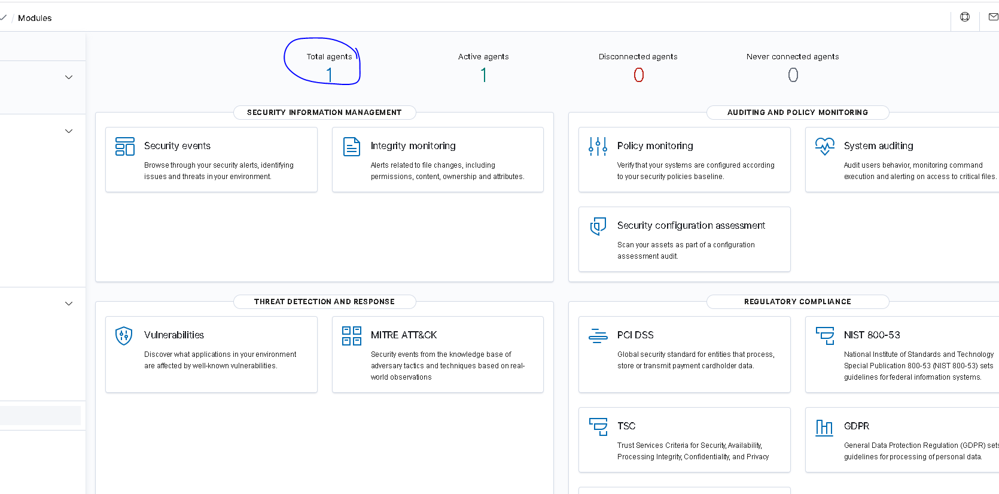 Modules
Total agents
1
Active agents
1
Disconnected agents
0
Never connected agents
0
SECURITY INFORMATION MANAGEMENT
Security events
Browse through your security alerts, identifying
issues and threats in your environment.
Integrity monitoring
Alerts related to file changes, including
permissions, content, ownership and attributes.
AUDITING AND POLICY MONITORING
Policy monitoring
Verify that your systems are configured according
to your security policies baseline.
System auditing
Audit users behavior, monitoring command
execution and alerting on access to critical files.
Security configuration assessment
Scan your assets as part of a configuration
assessment audit.
THREAT DETECTION AND RESPONSE
Vulnerabilities
Discover what applications in your environment
are affected by well-known vulnerabilities.
MITRE ATT&CK
Security events from the knowledge base of
adversary tactics and techniques based on real-
world observations
REGULATORY COMPLIANCE
PCI DSS
Global security standard for entities that process,
store or transmit payment cardholder data.
NIST 800-53
National Institute of Standards and Technology
Special Publication 800-53 (NIST 800-53) sets
guidelines for federal information systems.
TSC
Trust Services Criteria for Security, Availability,
Processing Integrity, Confidentiality, and Privacy
GDPR
General Data Protection Regulation (GDPR) sets
guidelines for processing of personal data.